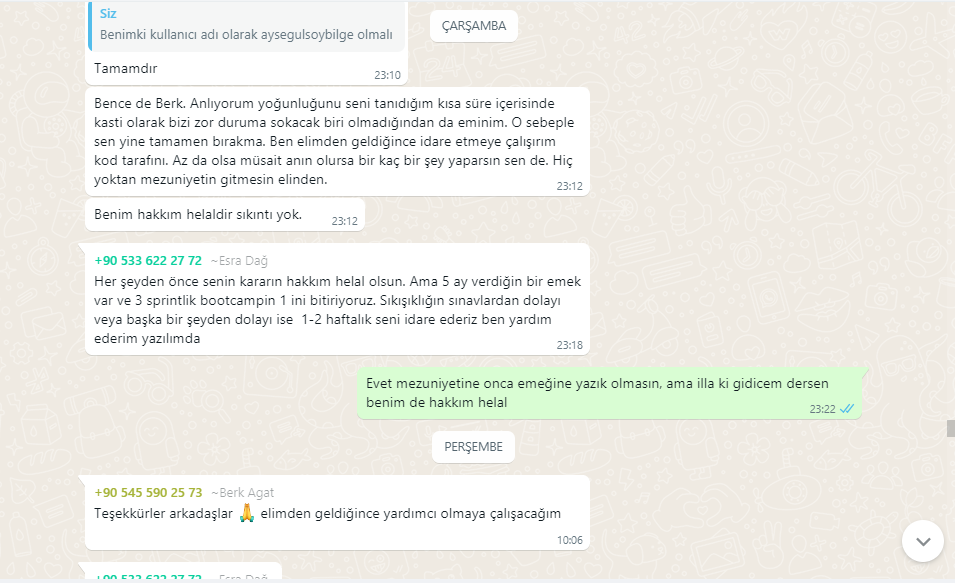 Siz
Benimki kullanıcı adı olarak aysegulsoybilge olmalı
ÇARŞAMBA
Tamamdır
23:10
Bence de Berk. Anlıyorum yoğunluğunu seni tanıdığım kısa süre içerisinde
kasti olarak bizi zor duruma sokacak biri olmadığından da eminim. O sebeple
sen yine tamamen bırakma. Ben elimden geldiğince idare etmeye çalışırım
kod tarafını. Az da olsa müsait anın olursa bir kaç bir şey yaparsın sen de. Hiç
yoktan mezuniyetin gitmesin elinden.
23:12
Benim hakkım helaldir sıkıntı yok.
23:12
+90 533 622 27 72 ~Esra Dağ
Her şeyden önce senin kararın hakkım helal olsun. Ama 5 ay verdiğin bir emek
var ve 3 sprintlik bootcampin 1 ini bitiriyoruz. Sıkışıklığın sınavlardan dolayı
veya başka bir şeyden dolayı ise 1-2 haftalık seni idare ederiz ben yardım
ederim yazılımda
23:18
Evet mezuniyetine onca emeğine yazık olmasın, ama illa ki gidicem dersen
benim de hakkım helal
23:22
PERŞEMBE
+90 545 590 25 73 ~Berk Agat
Teşekkürler arkadaşlar 🙏 elimden geldiğince yardımcı olmaya çalışacağım
10:06
+90 533 622 27 72 ~Esra Dağ